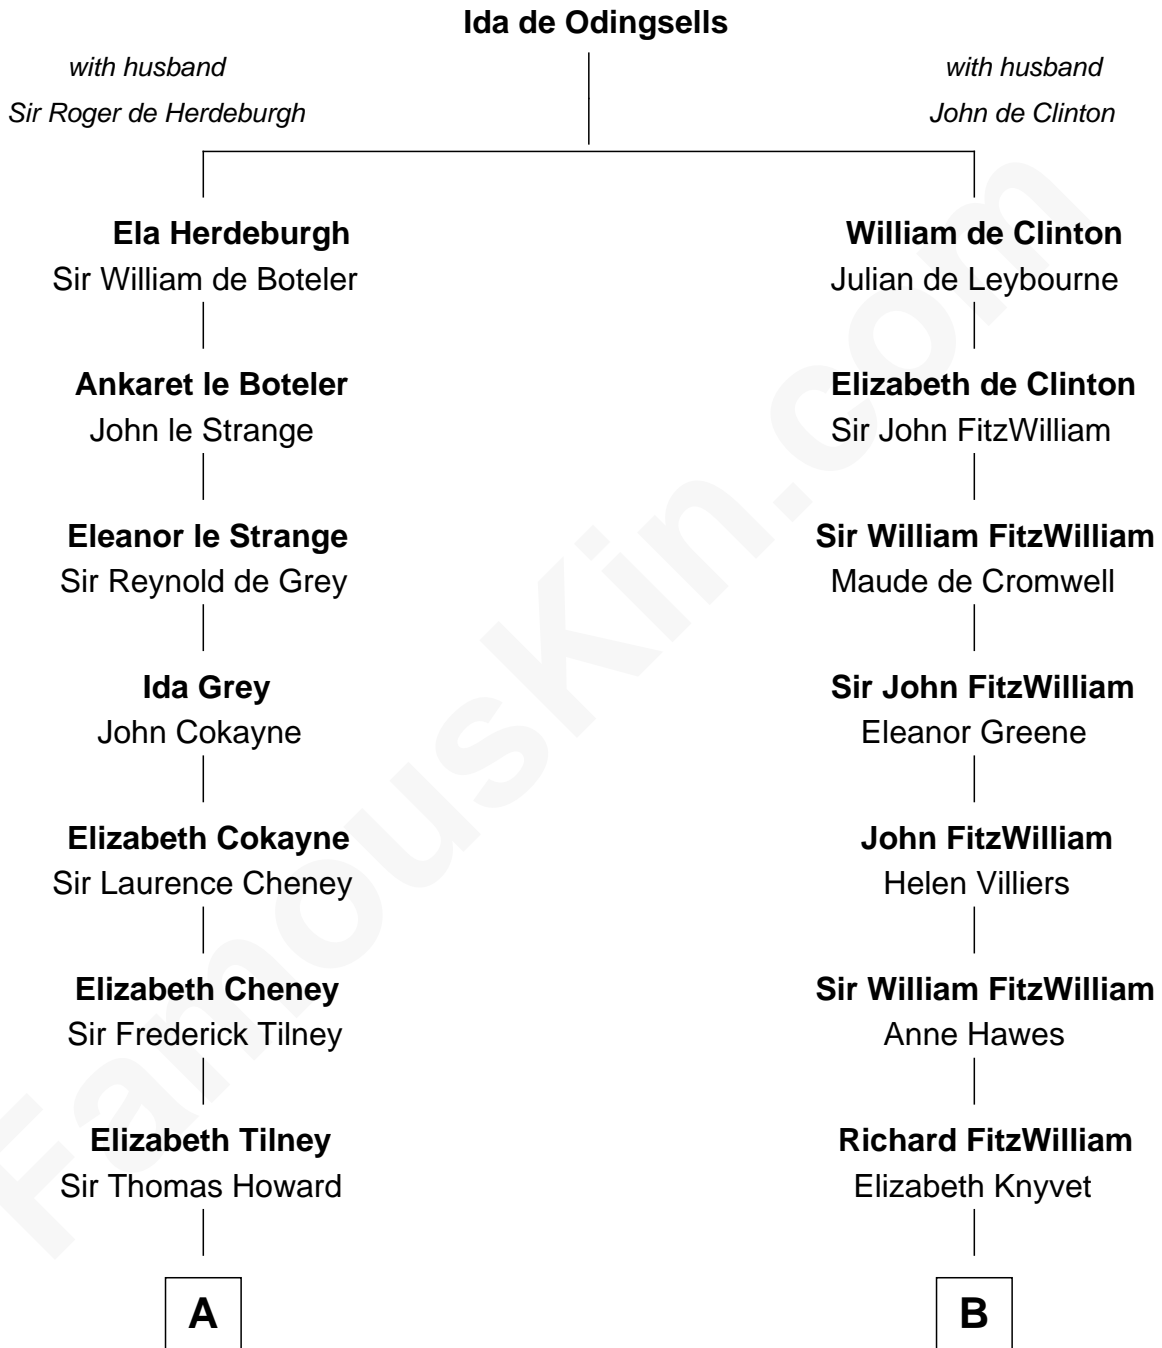 Ida de Odingsells
with husband
Sir Roger de Herdeburgh
with husband
John de Clinton
Ela Herdeburgh
Sir William de Boteler
William de Clinton
Julian de Leybourne
Ankaret le Boteler
John le Strange
Elizabeth de Clinton
Sir John FitzWilliam
Eleanor le Strange
Sir Reynold de Grey
Sir William FitzWilliam
Maude de Cromwell
Ida Grey
John Cokayne
Sir John FitzWilliam
Eleanor Greene
Elizabeth Cokayne
Sir Laurence Cheney
John FitzWilliam
Helen Villiers
Elizabeth Cheney
Sir Frederick Tilney
Sir William FitzWilliam
Anne Hawes
Elizabeth Tilney
Sir Thomas Howard
Richard FitzWilliam
Elizabeth Knyvet
A
B
FamousKin.com